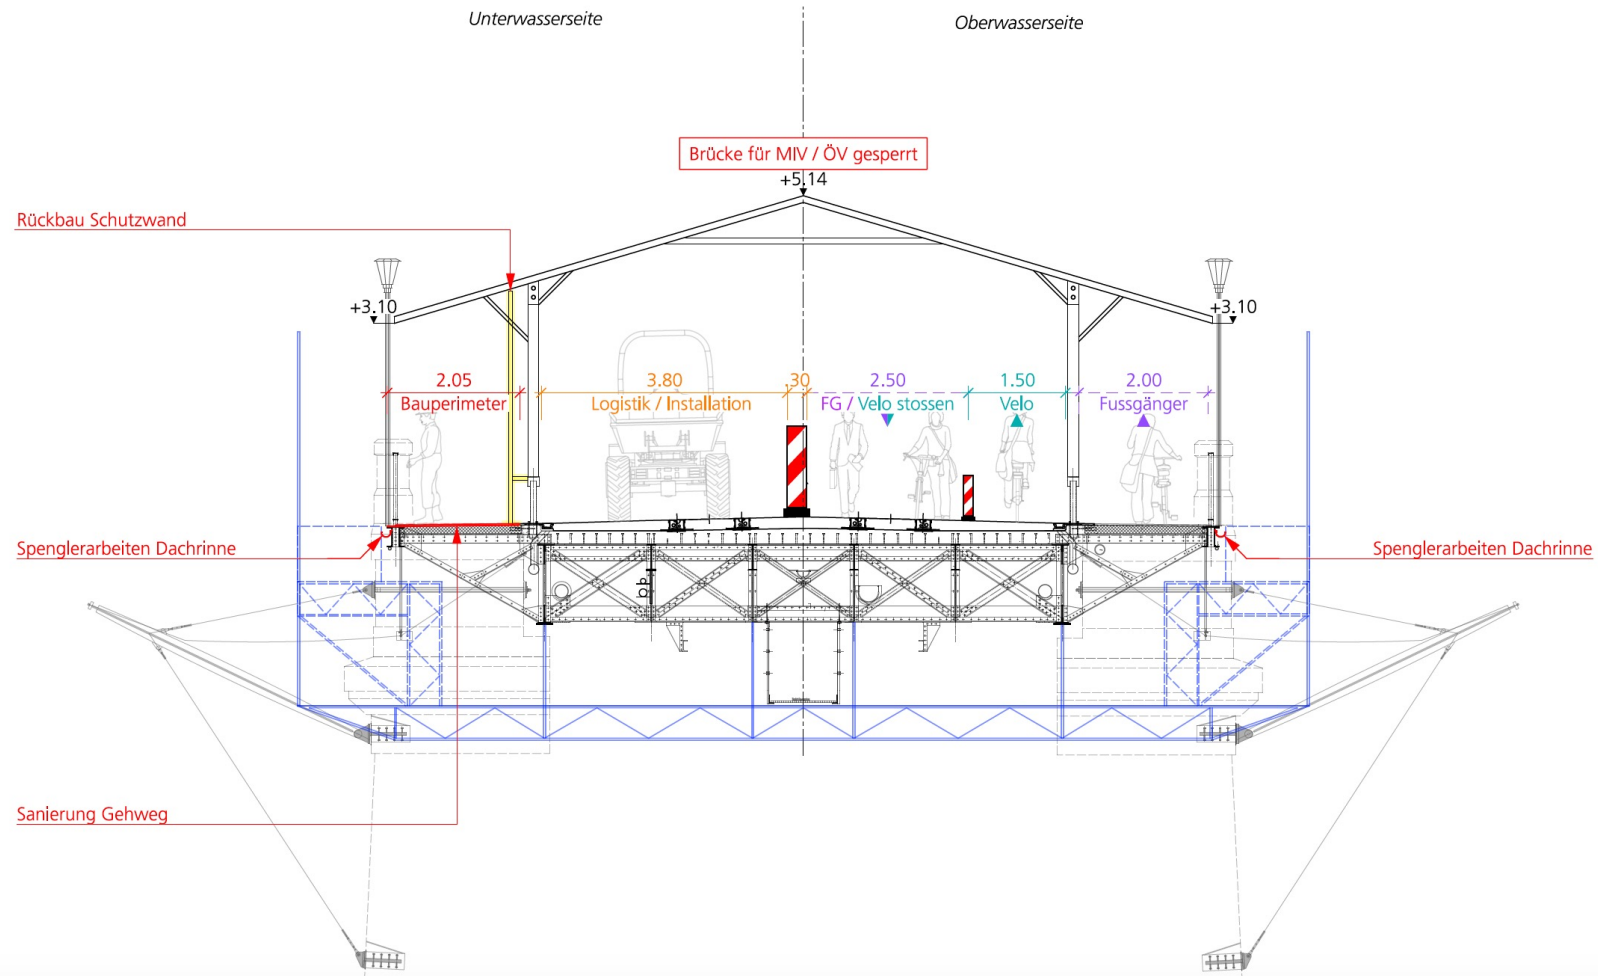 Unterwasserseite
Oberwasserseite
Brücke für MIV / ÖV gesperrt
+5.14
Rückbau Schutzwand
+3.10
+3.10
2.05
3.80
.30
2.50
1.50
2.00
Bauperimeter
Logistik / Installation
FG / Velo stossen
Velo
Fussgänger
Spenglerarbeiten Dachrinne
Spenglerarbeiten Dachrinne
Sanierung Gehweg